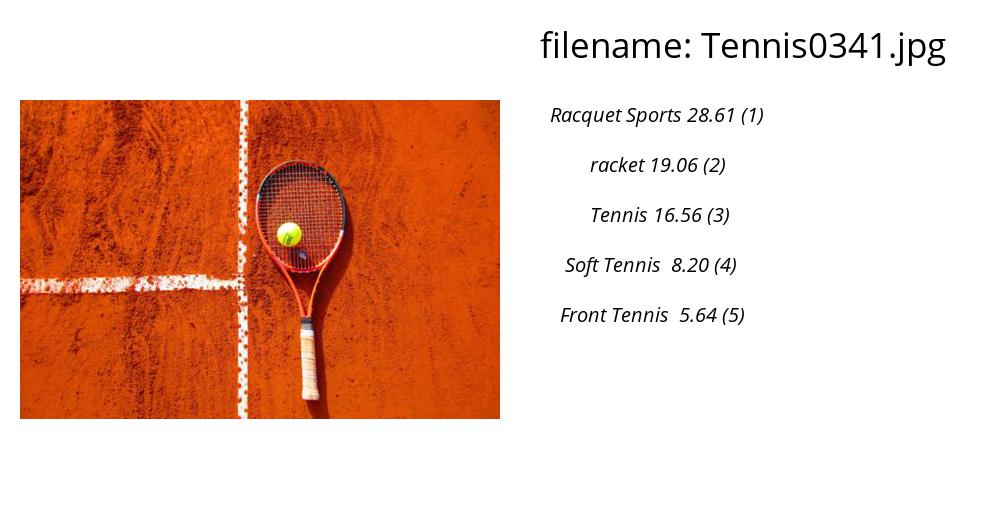 filename: Tennis0341.jpg
Racquet Sports 28.61 (1)
racket 19.06 (2)
Tennis 16.56 (3)
Soft Tennis 8.20 (4)
Front Tennis 5.64 (5)